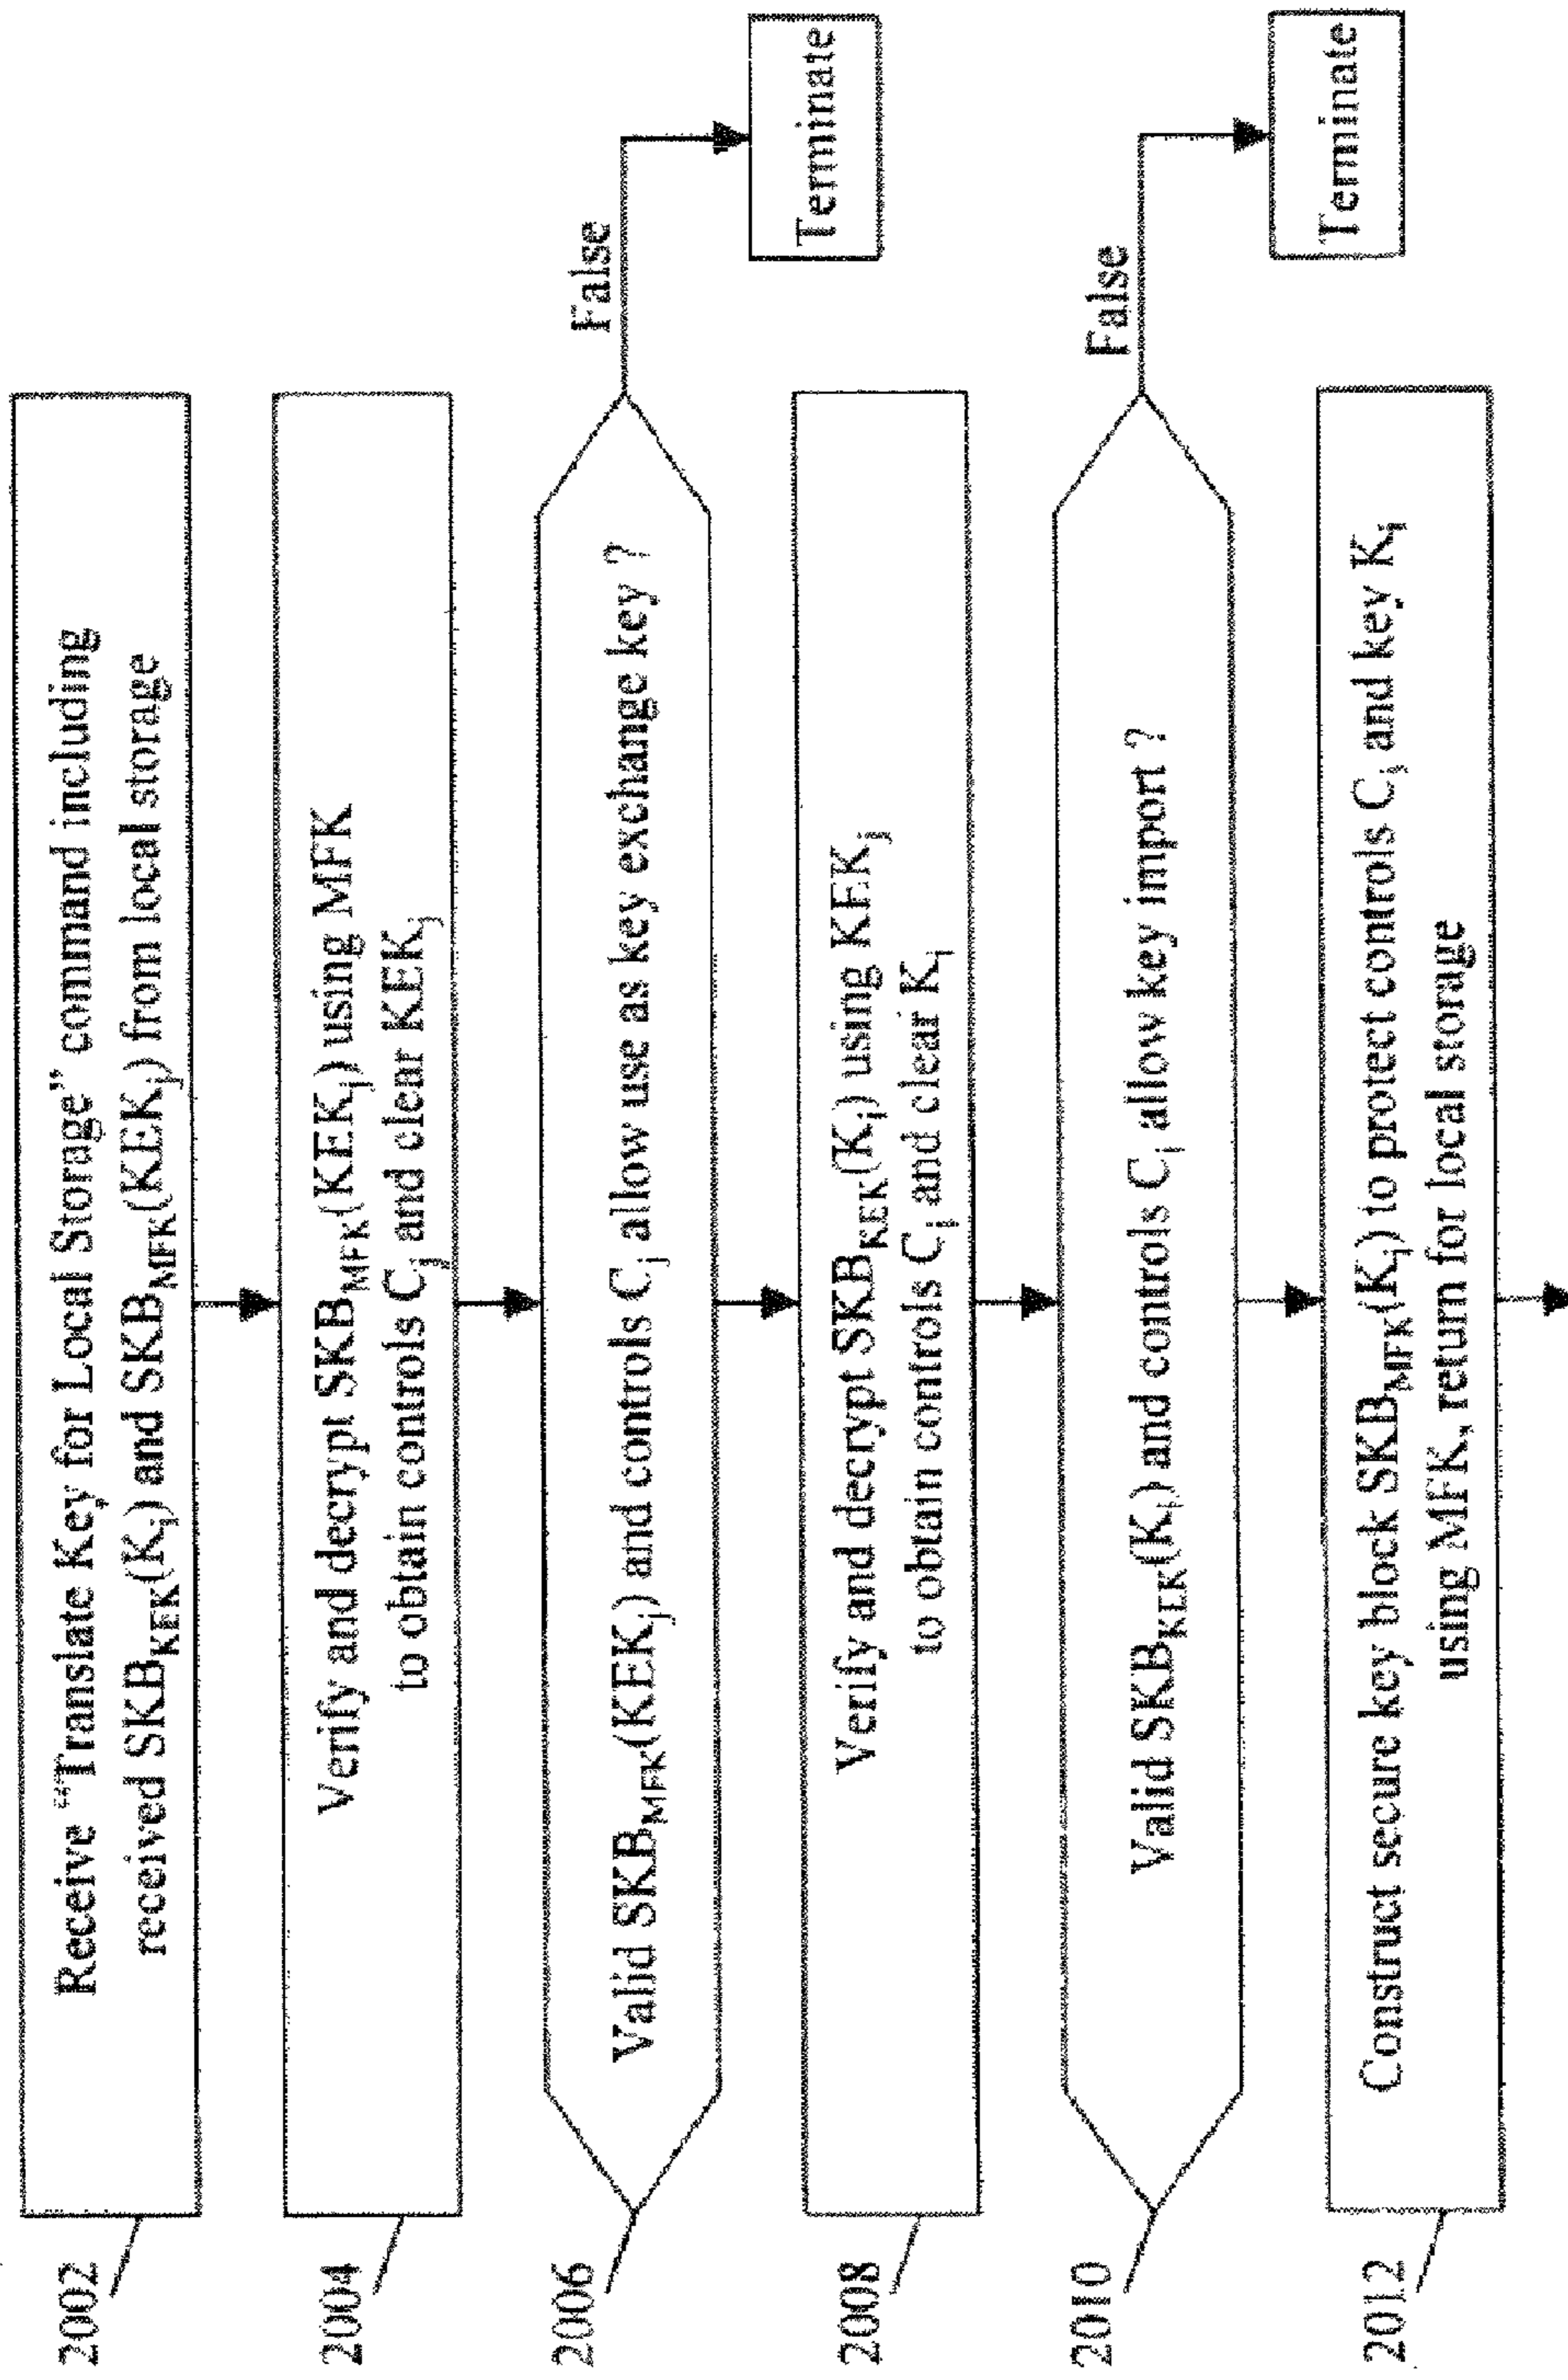 2002
Receive "Translate Key for Local Storage" command including
received SKB_KEK(K_i) and SKB_MFK(KEK_j) from local storage
2004
Verify and decrypt SKB_MFK(KEK_j) using MFK
to obtain controls C_j and clear KEK_j
2006
Valid SKB_MFK(KEK_j) and controls C_j allow use as key exchange key ?
False
Terminate
2008
Verify and decrypt SKB_KEK(K_i) using KEK_j
to obtain controls C_i and clear K_i
2010
Valid SKB_KEK(K_i) and controls C_i allow key import ?
False
Terminate
2012
Construct secure key block SKB_MFK(K_i) to protect controls C_i and key K_i
using MFK, return for local storage